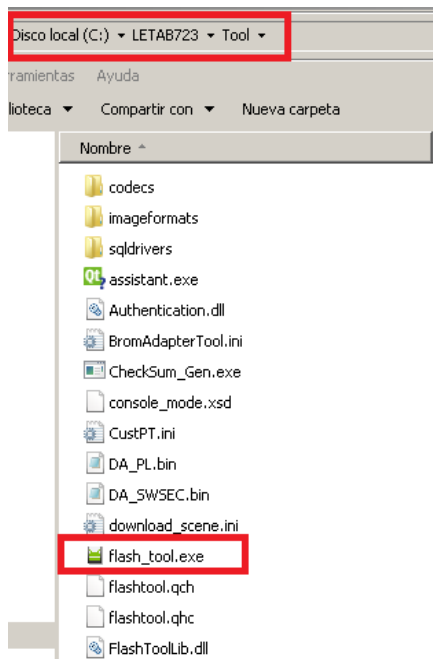 Disco local (C:) ▾ LETAB723 ▾ Tool ▾
Ayuda
Compartir con ▾ Nueva carpeta
Nombre
codecs
imageformats
sqldrivers
assistant.exe
Authentication.dll
BromAdapterTool.ini
CheckSum_Gen.exe
console_mode.xsd
CustPT.ini
DA_PL.bin
DA_SWSEC.bin
download_scene.ini
flash_tool.exe
flashtool.qch
flashtool.qhc
FlashToolLib.dll